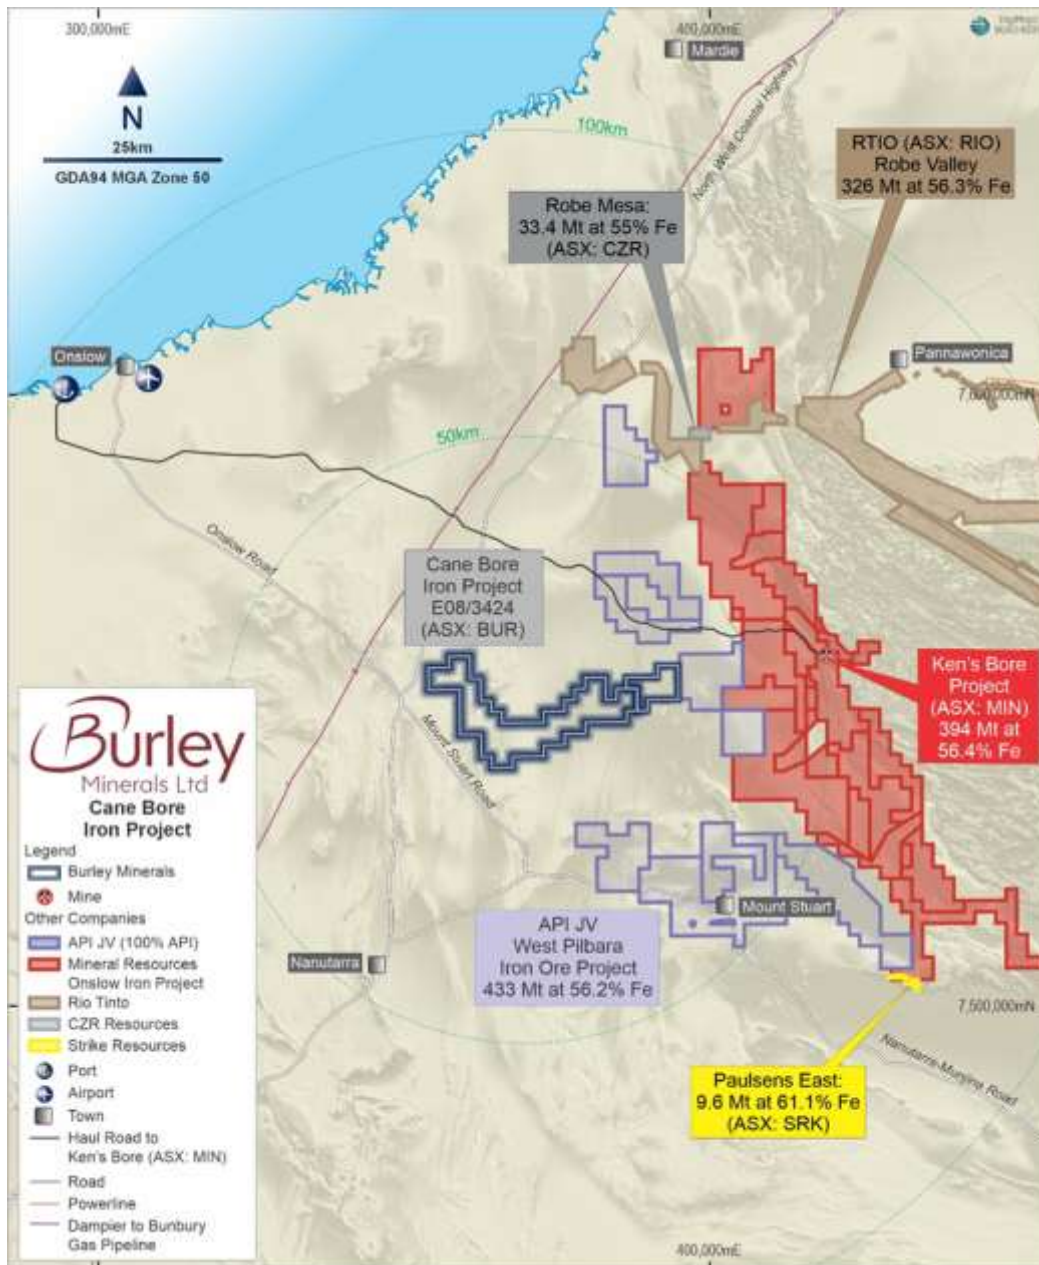 300,000mE
400,000mE
Mardie
N
25km
GDA94 MGA Zone 50
100km
North West Coastal Highway
RTIO (ASX: RIO)
Robe Valley
326 Mt at 56.3% Fe
Robe Mesa:
33.4 Mt at 55% Fe
(ASX: CZR)
Onslow
Pannawonica
7,600,000mN
50km
Onslow Road
Cane Bore
Iron Project
E08/3424
(ASX: BUR)
Ken's Bore
Project
(ASX: MIN)
394 Mt at
56.4% Fe
Mount Stuart Road
Mount Stuart
API JV
West Pilbara
Iron Ore Project
433 Mt at 56.2% Fe
Nanutarra
7,500,000mN
Nanutarra-Munjina Road
Paulsens East:
9.6 Mt at 61.1% Fe
(ASX: SRK)
400,000mE
Burley
Minerals Ltd
Cane Bore
Iron Project
Legend
Burley Minerals
Mine
Other Companies
API JV (100% API)
Mineral Resources
Onslow Iron Project
Rio Tinto
CZR Resources
Strike Resources
Port
Airport
Town
Haul Road to
Ken's Bore (ASX: MIN)
Road
Powerline
Dampier to Bunbury
Gas Pipeline